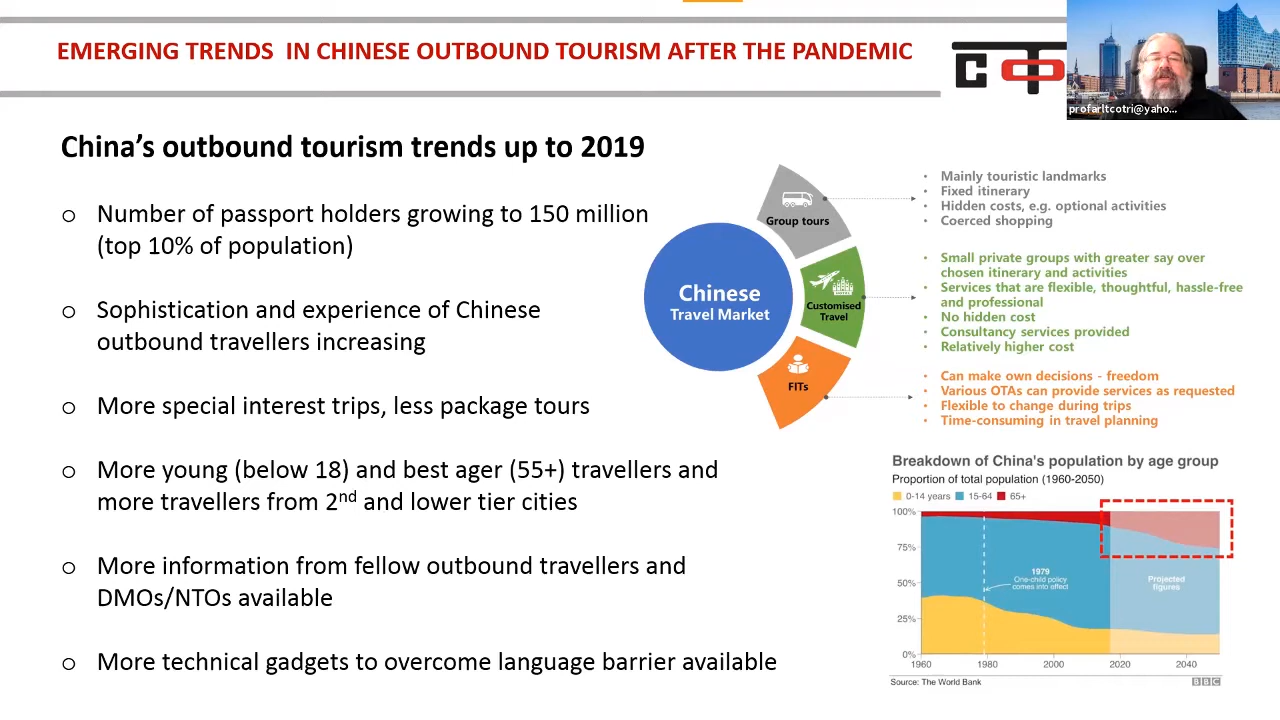 EMERGING TRENDS IN CHINESE OUTBOUND TOURISM AFTER THE PANDEMIC
profarltcotri@yaho...
China's outbound tourism trends up to 2019
Number of passport holders growing to 150 million
(top 10% of population)
Sophistication and experience of Chinese
outbound travellers increasing
More special interest trips, less package tours
More young (below 18) and best ager (55+) travellers and
more travellers from 2nd and lower tier cities
More information from fellow outbound travellers and
DMOs/NTOs available
More technical gadgets to overcome language barrier available
Chinese
Travel Market
Group tours
Customised
Travel
FITs
Mainly touristic landmarks
Fixed itinerary
Hidden costs, e.g. optional activities
Coerced shopping
Small private groups with greater say over
chosen itinerary and activities
Services that are flexible, thoughtful, hassle-free
and professional
No hidden cost
Consultancy services provided
Relatively higher cost
Can make own decisions - freedom
Various OTAs can provide services as requested
Flexible to change during trips
Time-consuming in travel planning
Breakdown of China's population by age group
Proportion of total population (1960-2050)
0-14 years 15-64 65+
100%
75%
50%
25%
0%
1979
One-child policy
comes into effect
Projected
figures
1960 1980 2000 2020 2040
Source: The World Bank
BBC